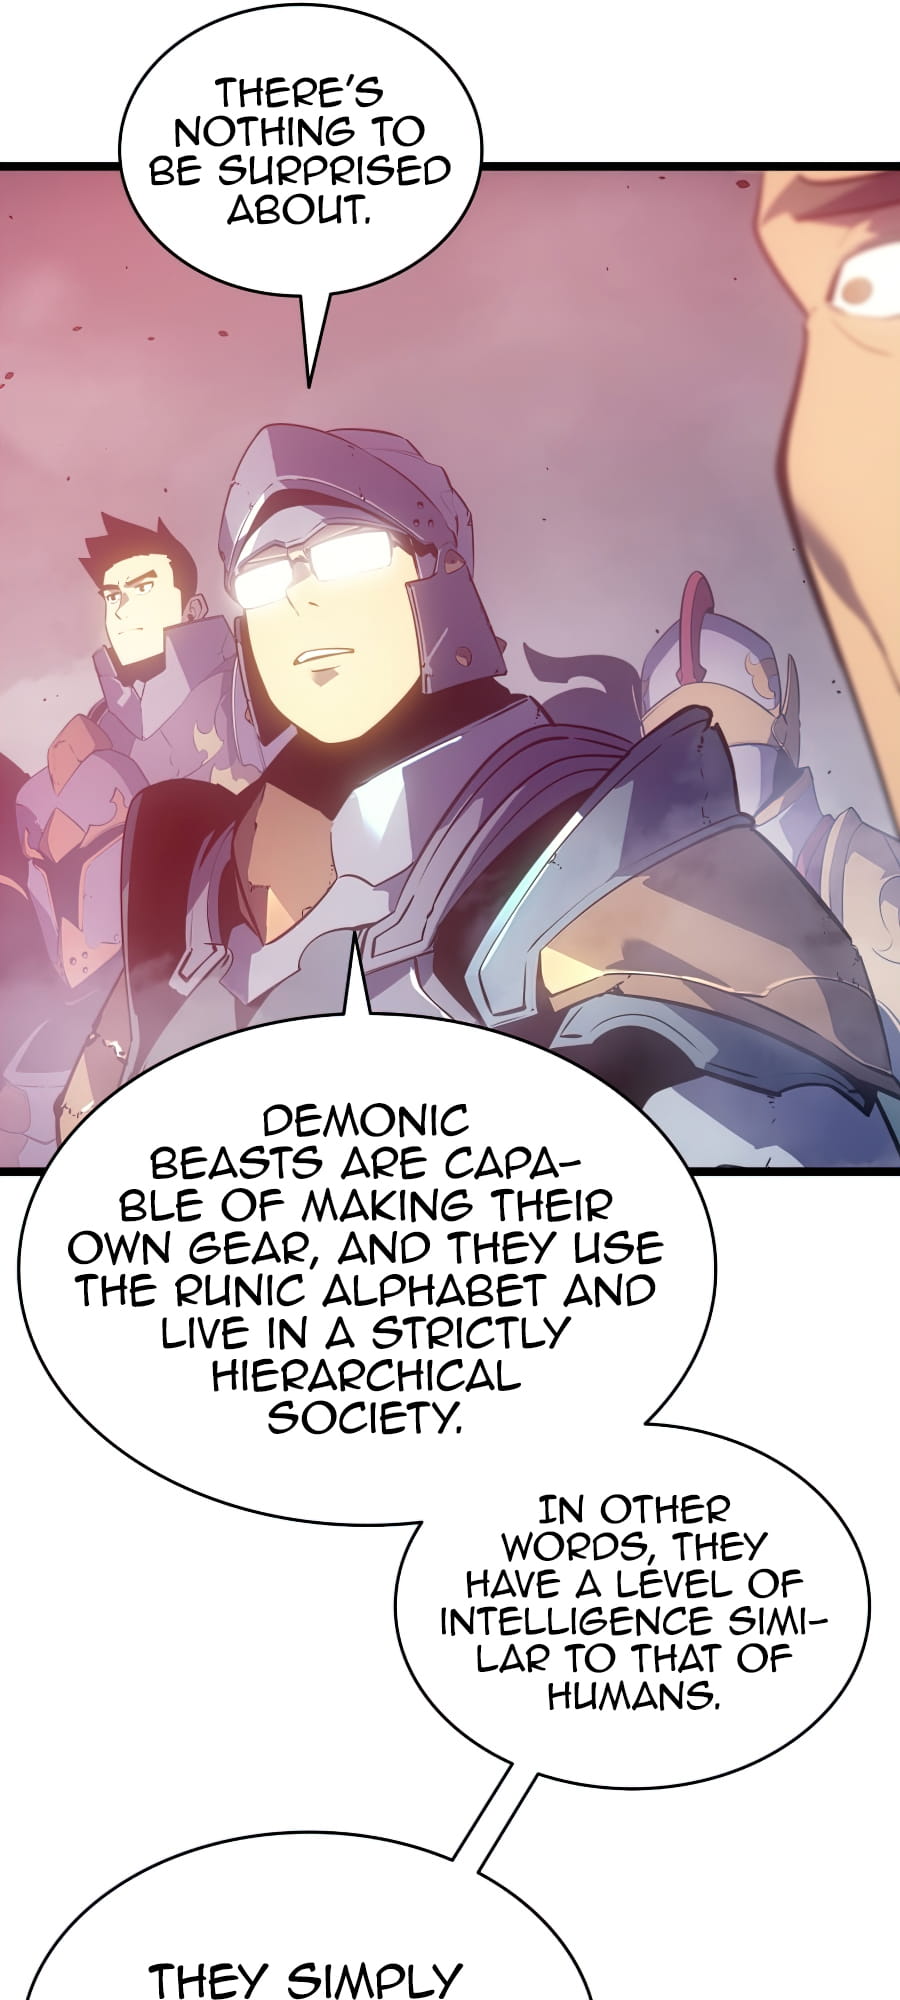 THERE'S
NOTHING TO
BE SURPRISED
ABOUT.
DEMONIC
BEASTS ARE CAPA-
BLE OF MAKING THEIR
OWN GEAR, AND THEY USE
THE RUNIC ALPHABET AND
LIVE IN A STRICTLY
HIERARCHICAL
SOCIETY.
IN OTHER
WORDS, THEY
HAVE A LEVEL OF
INTELLIGENCE SIMI-
LAR TO THAT OF
HUMANS.
THEY SIMPLY